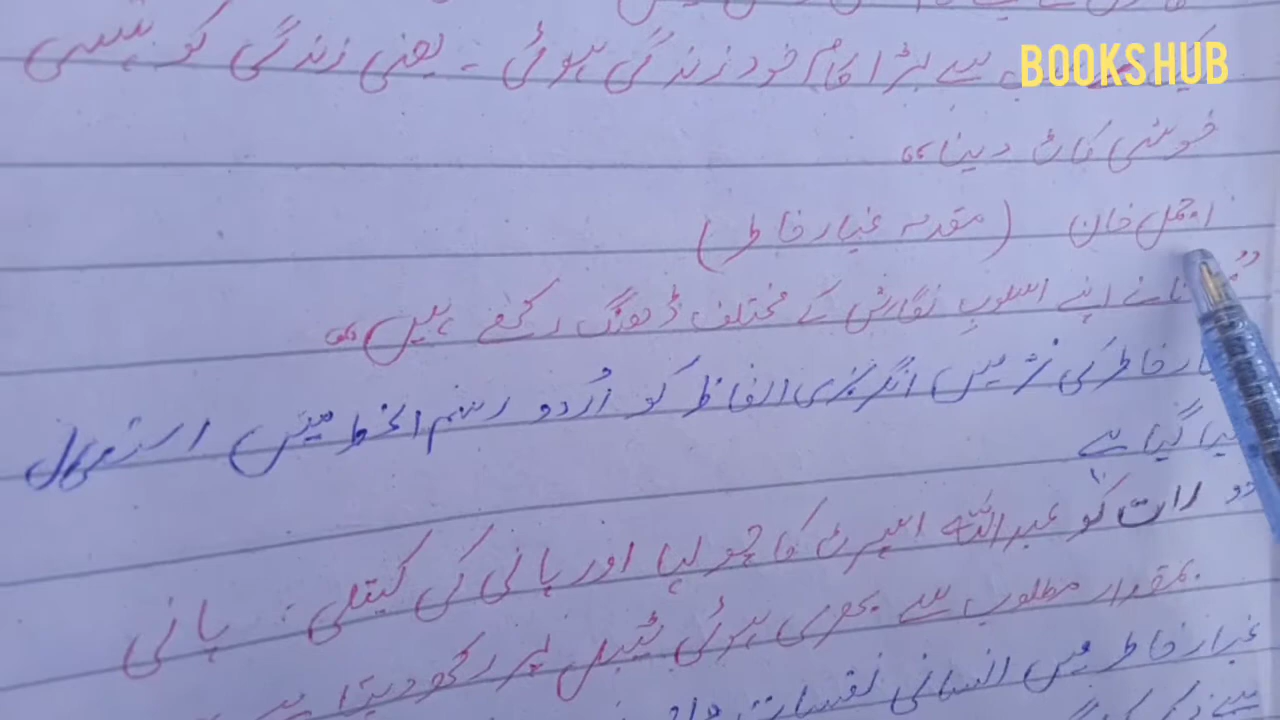 BOOKS HUB
سے بڑا کام خود زندگی ہوئی ۔ یعنی زندگی کو ہنسی
خوشی کاٹ دینا“
اجمل خان (مقدمہ غبار خاطر)
نے اپنے اسلوب نگارش کے مختلف ڈھنگ رکھے ہیں“
خاطر کی نثر میں انگریزی الفاظ کو اُردو رسم الخط میں استعمال
کیا گیا ہے
”رات کو عبداللہ اسپرٹ کا چولہا اور پانی کی کیتلی ، پانی
بمقدار مطلوب سے بھری ہوئی ٹیبل پر رکھ دیتا ہے
غبار خاطر میں انسانی نفسیات